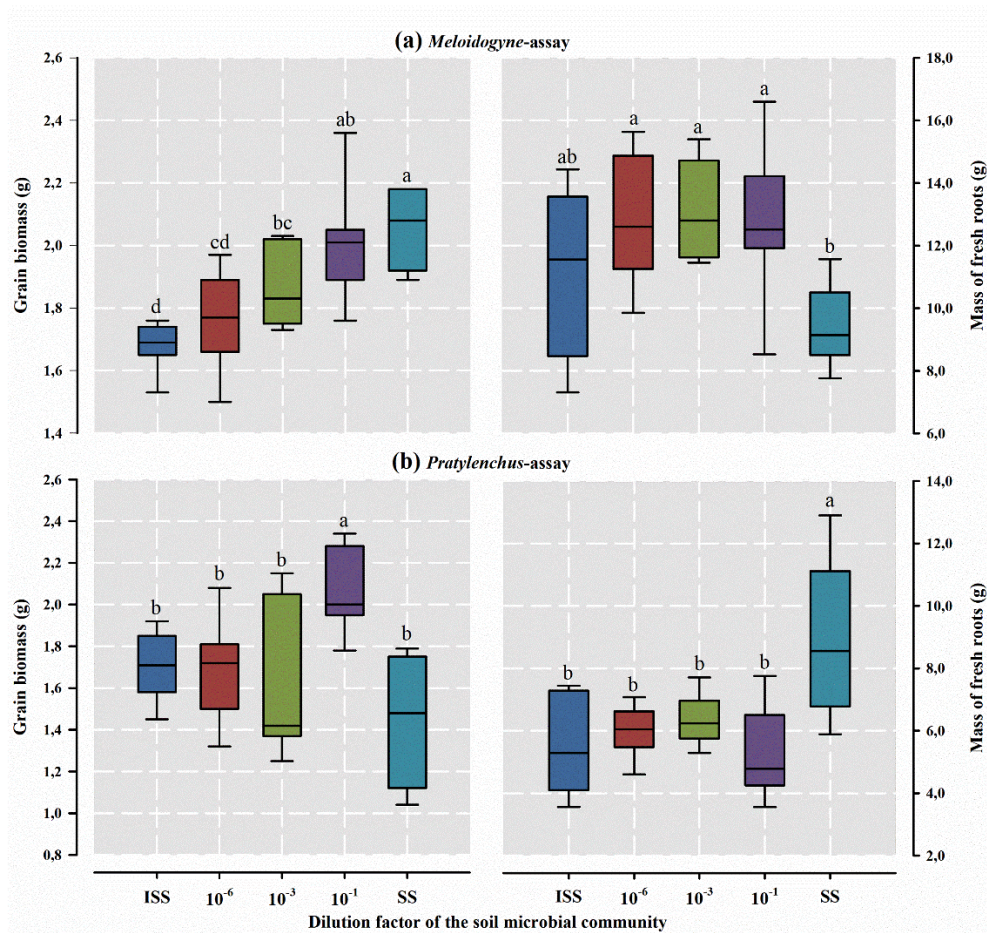 (a) Meloidogyne-assay
2,6
2,4
2,2
2,0
1,8
1,6
1,4
Grain biomass (g)
d
cd
bc
ab
a
ab
a
a
a
b
18,0
16,0
14,0
12,0
10,0
8,0
6,0
Mass of fresh roots (g)
(b) Pratylenchus-assay
2,6
2,4
2,2
2,0
1,8
1,6
1,4
1,2
1,0
0,8
Grain biomass (g)
b
b
b
a
b
b
b
b
b
a
14,0
12,0
10,0
8,0
6,0
4,0
2,0
Mass of fresh roots (g)
ISS 10⁻⁶ 10⁻³ 10⁻¹ SS ISS 10⁻⁶ 10⁻³ 10⁻¹ SS
Dilution factor of the soil microbial community